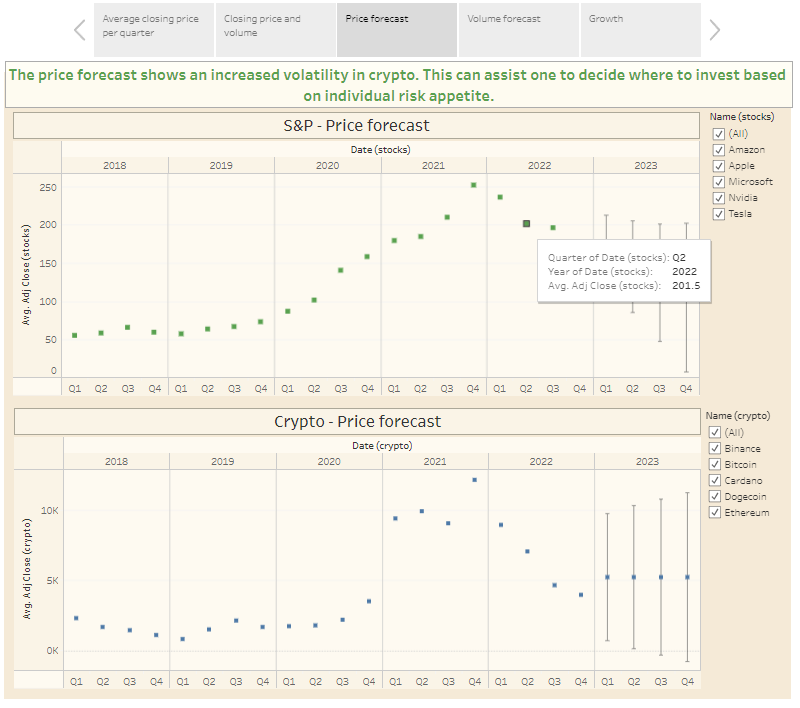 Average closing price per quarter
Closing price and volume
Price forecast
Volume forecast
Growth
The price forecast shows an increased volatility in crypto. This can assist one to decide where to invest based
on individual risk appetite.
S&P - Price forecast
Date (stocks)
2018 2019 2020 2021 2022 2023
Avg. Adj Close (stocks)
250
200
150
100
50
0
Quarter of Date (stocks): Q2
Year of Date (stocks): 2022
Avg. Adj Close (stocks): 201.5
Q1 Q2 Q3 Q4 Q1 Q2 Q3 Q4 Q1 Q2 Q3 Q4 Q1 Q2 Q3 Q4 Q1 Q2 Q3 Q4 Q1 Q2 Q3 Q4
Name (stocks)
(All)
Amazon
Apple
Microsoft
Nvidia
Tesla
Crypto - Price forecast
Date (crypto)
2018 2019 2020 2021 2022 2023
Avg. Adj Close (crypto)
10K
5K
0K
Q1 Q2 Q3 Q4 Q1 Q2 Q3 Q4 Q1 Q2 Q3 Q4 Q1 Q2 Q3 Q4 Q1 Q2 Q3 Q4 Q1 Q2 Q3 Q4
Name (crypto)
(All)
Binance
Bitcoin
Cardano
Dogecoin
Ethereum